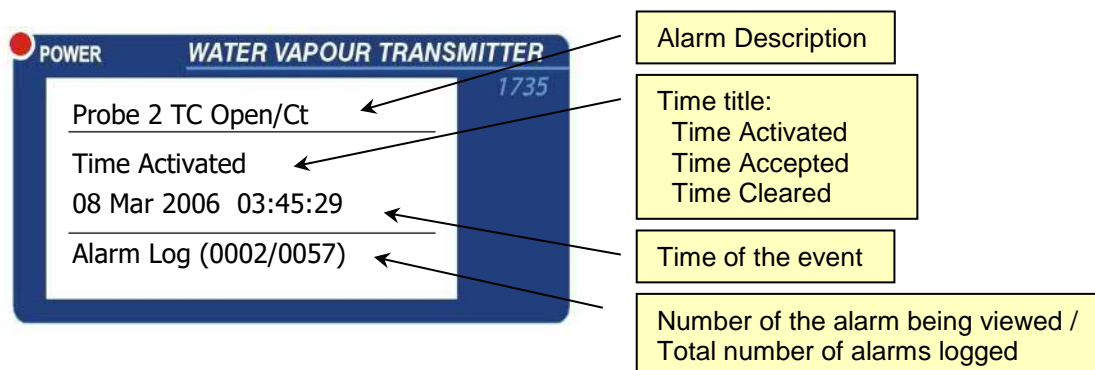 POWER
WATER VAPOUR TRANSMITTER
1735
Probe 2 TC Open/Ct
Time Activated
08 Mar 2006 03:45:29
Alarm Log (0002/0057)
Alarm Description
Time title:
Time Activated
Time Accepted
Time Cleared
Time of the event
Number of the alarm being viewed /
Total number of alarms logged